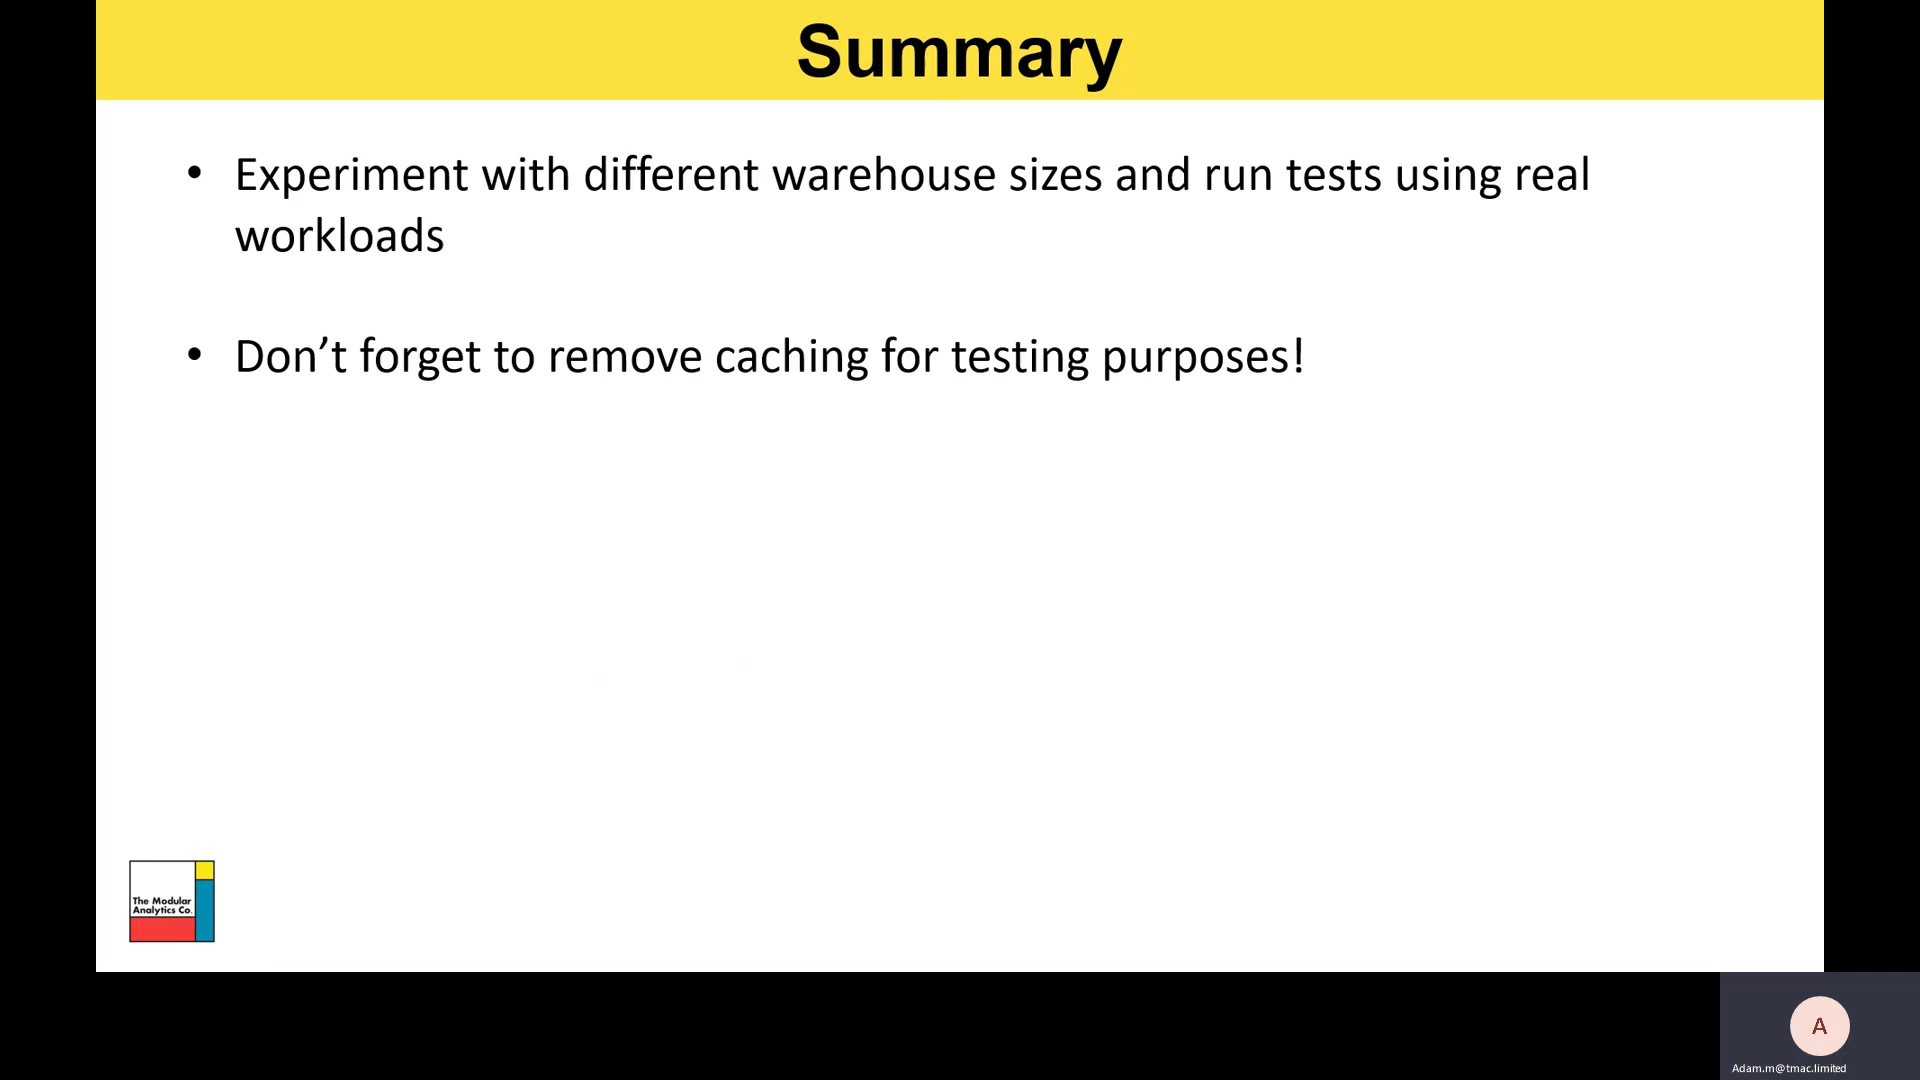 Summary
• Experiment with different warehouse sizes and run tests using real
workloads
• Don’t forget to remove caching for testing purposes!
The Modular
Analytics Co.
A
Adam.m@tmac.limited